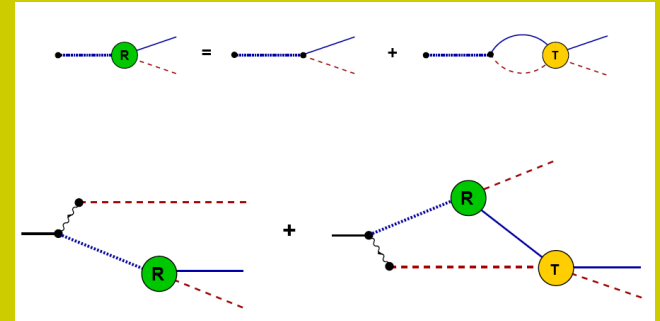 R = + T
R + R
T